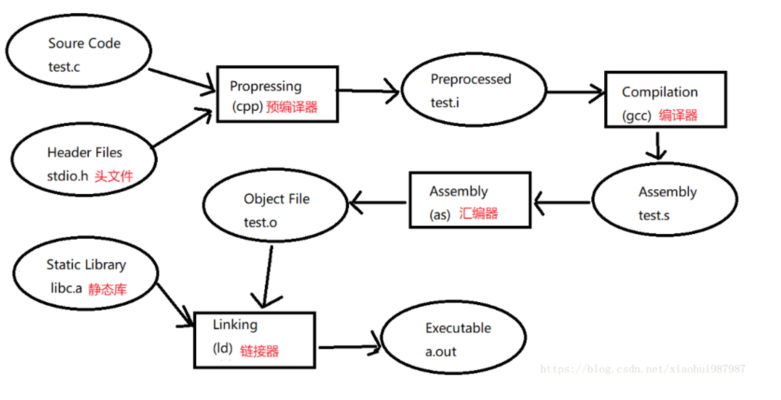 Soure Code
test.c
Propressing
(cpp) 预编译器
Preprocessed
test.i
Compilation
(gcc) 编译器
Header Files
stdio.h 头文件
Object File
test.o
Assembly
(as) 汇编器
Assembly
test.s
Static Library
libc.a 静态库
Linking
(ld) 链接器
Executable
a.out
https://blog.csdn.net/xiaohui987987